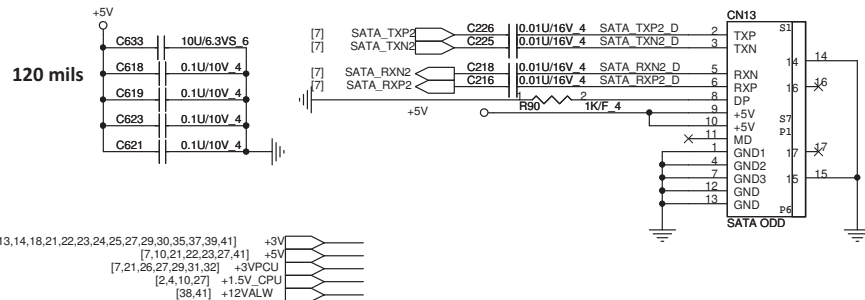 +5V
C633 10U/6.3VS_6
C618 0.1U/10V_4
120 mils
C619 0.1U/10V_4
C623 0.1U/10V_4
C621 0.1U/10V_4
CN13
[7] SATA_TXP2 C226 0.01U/16V_4 SATA_TXP2_D 2 TXP S1
[7] SATA_TXN2 C225 0.01U/16V_4 SATA_TXN2_D 3 TXN
14 14
[7] SATA_RXN2 C218 0.01U/16V_4 SATA_RXN2_D 5 RXN
[7] SATA_RXP2 C216 0.01U/16V_4 SATA_RXP2_D 6 RXP 16 16
1 2 8 DP
+5V R90 1K/F_4 9 +5V S7
10 +5V P1
11 MD
1 GND1 17 17
4 GND2
7 GND3 15 15
12 GND
13 GND P6
SATA ODD
13,14,18,21,22,23,24,25,27,29,30,35,37,39,41] +3V
[7,10,21,22,23,27,41] +5V
[7,21,26,27,29,31,32] +3VPCU
[2,4,10,27] +1.5V_CPU
[38,41] +12VALW